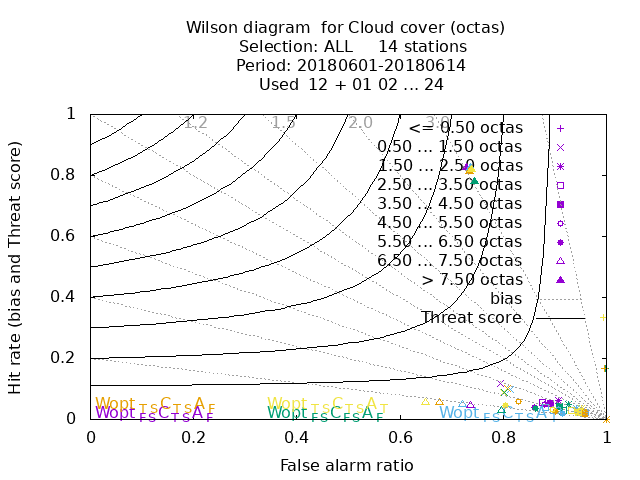 Wilson diagram  for Cloud cover (octas)
Selection: ALL     14 stations
Period: 20180601-20180614
Used  12 + 01 02 ... 24
Hit rate (bias and Threat score)
1
0.8
0.6
0.4
0.2
0
1.2
1.5
2.0
3.0
<= 0.50 octas
0.50 ... 1.50 octas
1.50 ... 2.50 octas
2.50 ... 3.50 octas
3.50 ... 4.50 octas
4.50 ... 5.50 octas
5.50 ... 6.50 octas
6.50 ... 7.50 octas
> 7.50 octas
bias
Threat score
Wopt_TSC_TSA_F
Wopt_TSC_FSA_T
Wopt_FSC_TSA_F
Wopt_FSC_TSA_T
Wopt_FSC_FSA_T
0
0.2
0.4
0.6
0.8
1
False alarm ratio